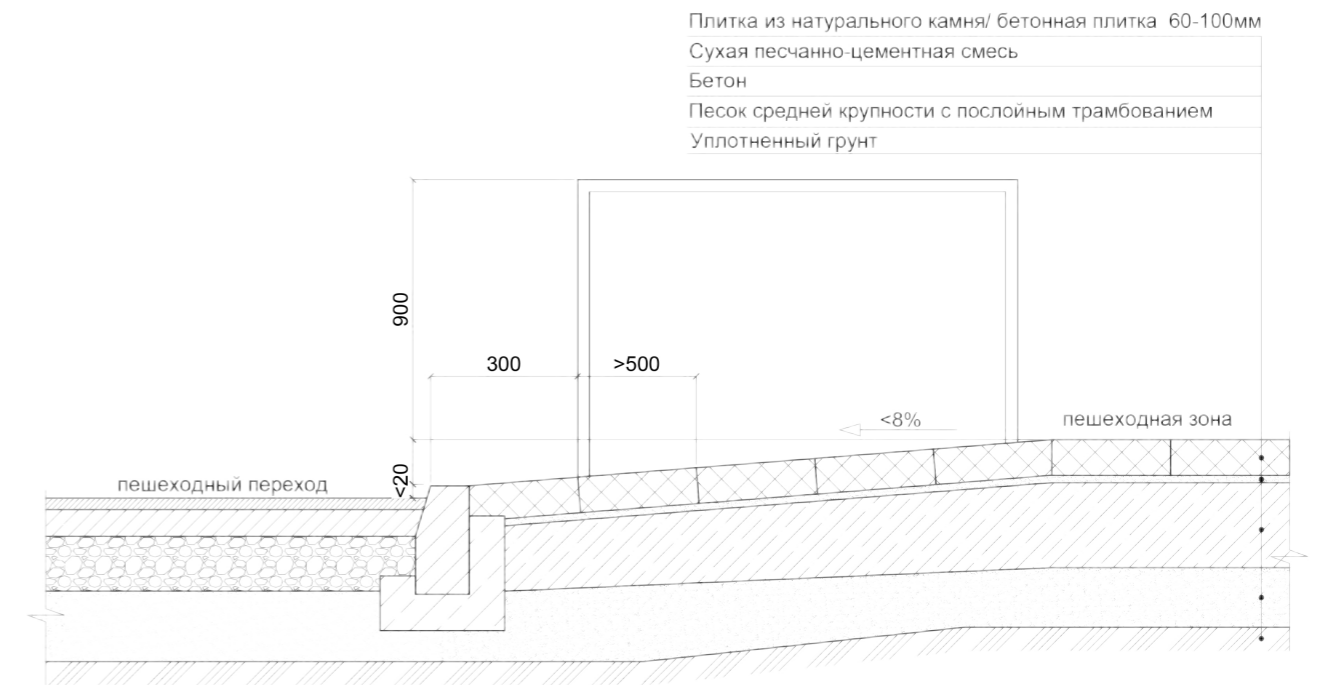 Плитка из натурального камня/ бетонная плитка 60-100мм
Сухая песчанно-цементная смесь
Бетон
Песок средней крупности с послойным трамбованием
Уплотненный грунт
900
300
>500
<8%
пешеходная зона
<20
пешеходный переход